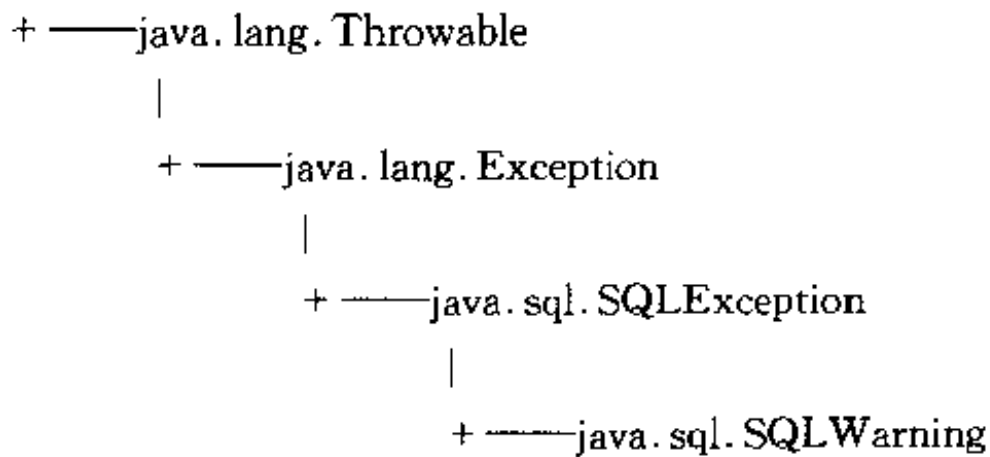 + ——java. lang. Throwable
|
+ ——java. lang. Exception
|
+ ——java. sql. SQLException
|
+ ——java. sql. SQLWarning